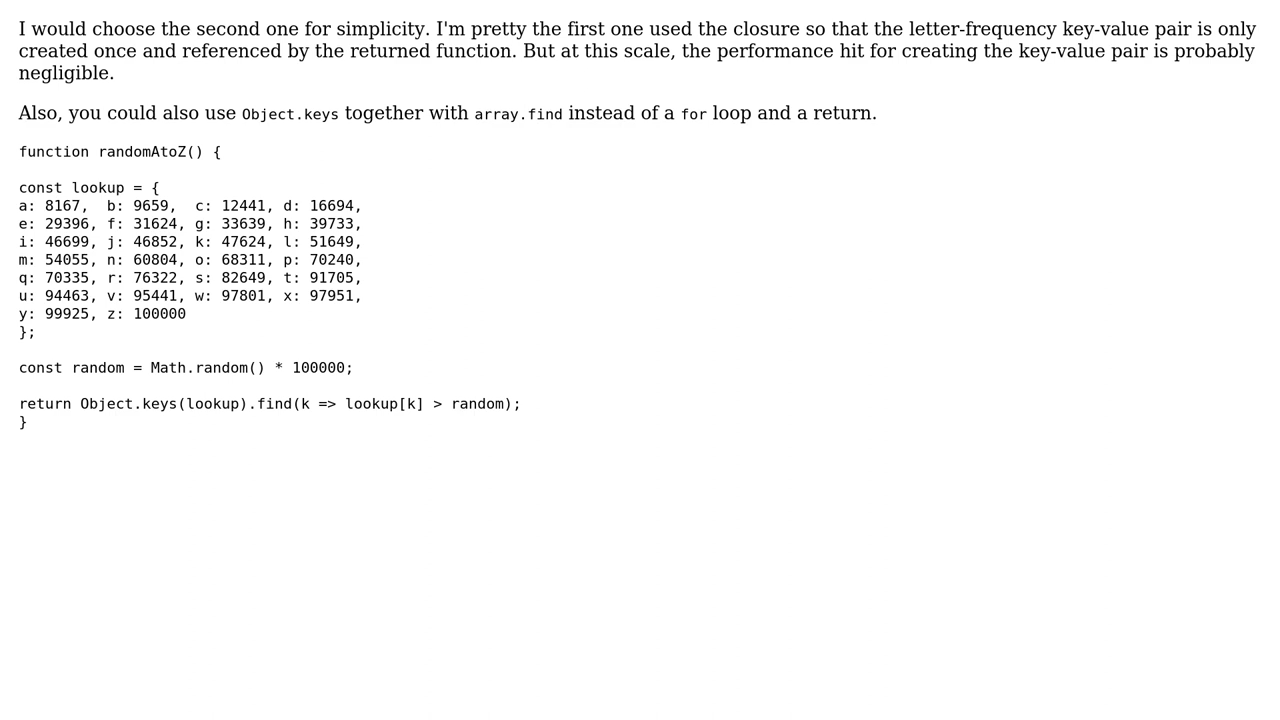 I would choose the second one for simplicity. I'm pretty the first one used the closure so that the letter-frequency key-value pair is only
created once and referenced by the returned function. But at this scale, the performance hit for creating the key-value pair is probably
negligible.
Also, you could also use Object.keys together with array.find instead of a for loop and a return.
function randomAtoZ() {
const lookup = {
a: 8167,  b: 9659,  c: 12441, d: 16694,
e: 29396, f: 31624, g: 33639, h: 39733,
i: 46699, j: 46852, k: 47624, l: 51649,
m: 54055, n: 60804, o: 68311, p: 70240,
q: 70335, r: 76322, s: 82649, t: 91705,
u: 94463, v: 95441, w: 97801, x: 97951,
y: 99925, z: 100000
};
const random = Math.random() * 100000;
return Object.keys(lookup).find(k => lookup[k] > random);
}